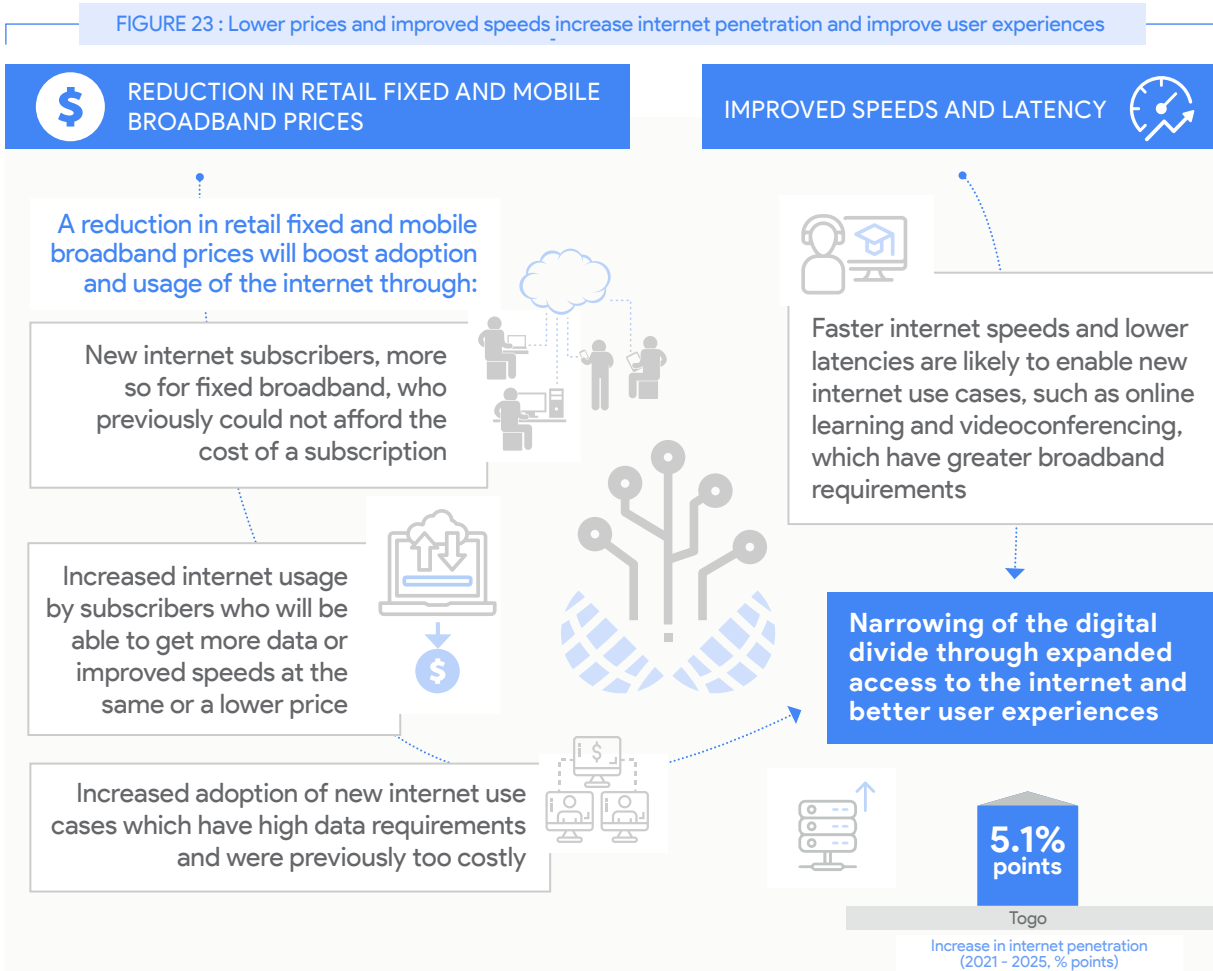 FIGURE 23 : Lower prices and improved speeds increase internet penetration and improve user experiences
$
REDUCTION IN RETAIL FIXED AND MOBILE
BROADBAND PRICES
A reduction in retail fixed and mobile
broadband prices will boost adoption
and usage of the internet through:
New internet subscribers, more
so for fixed broadband, who
previously could not afford the
cost of a subscription
Increased internet usage
by subscribers who will be
able to get more data or
improved speeds at the
same or a lower price
$
Increased adoption of new internet use
cases which have high data requirements
and were previously too costly
$
IMPROVED SPEEDS AND LATENCY
Faster internet speeds and lower
latencies are likely to enable new
internet use cases, such as online
learning and videoconferencing,
which have greater broadband
requirements
Narrowing of the digital
divide through expanded
access to the internet and
better user experiences
5.1%
points
Togo
Increase in internet penetration
(2021 - 2025, % points)